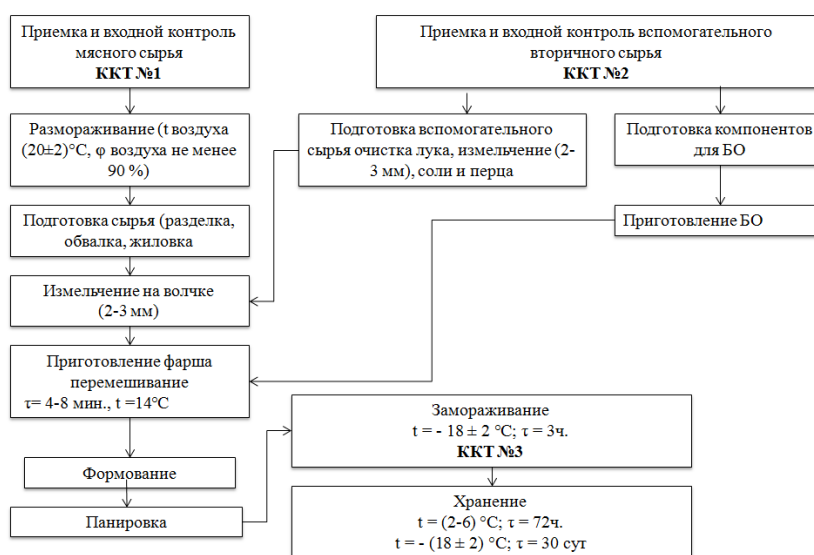 Приемка и входной контроль
мясного сырья
ККТ №1
Приемка и входной контроль вспомогательного
вторичного сырья
ККТ №2
Размораживание (t воздуха
(20±2)°С, φ воздуха не менее
90 %)
Подготовка вспомогательного
сырья очистка лука, измельчение (2-
3 мм), соли и перца
Подготовка компонентов
для БО
Подготовка сырья (разделка,
обвалка, жиловка
Приготовление БО
Измельчение на волчке
(2-3 мм)
Приготовление фарша
перемешивание
τ= 4-8 мин., t =14°С
Замораживание
t = - 18 ± 2 °С; τ = 3ч.
ККТ №3
Формование
Панировка
Хранение
t = (2-6) °С; τ = 72ч.
t = - (18 ± 2) °С; τ = 30 сут